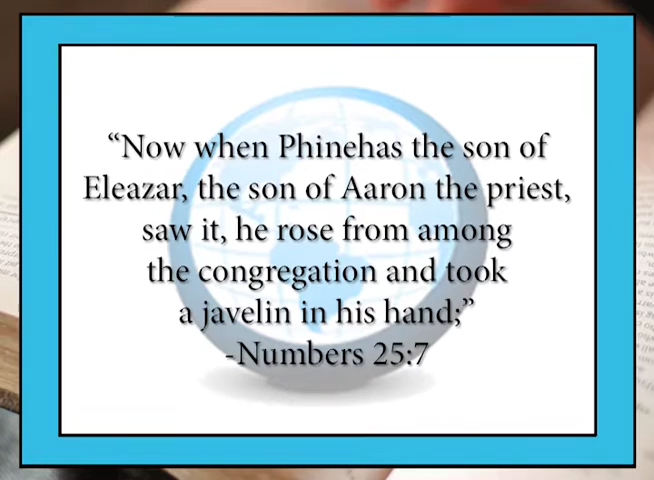 “Now when Phinehas the son of
Eleazar, the son of Aaron the priest,
saw it, he rose from among
the congregation and took
a javelin in his hand;”
-Numbers 25:7